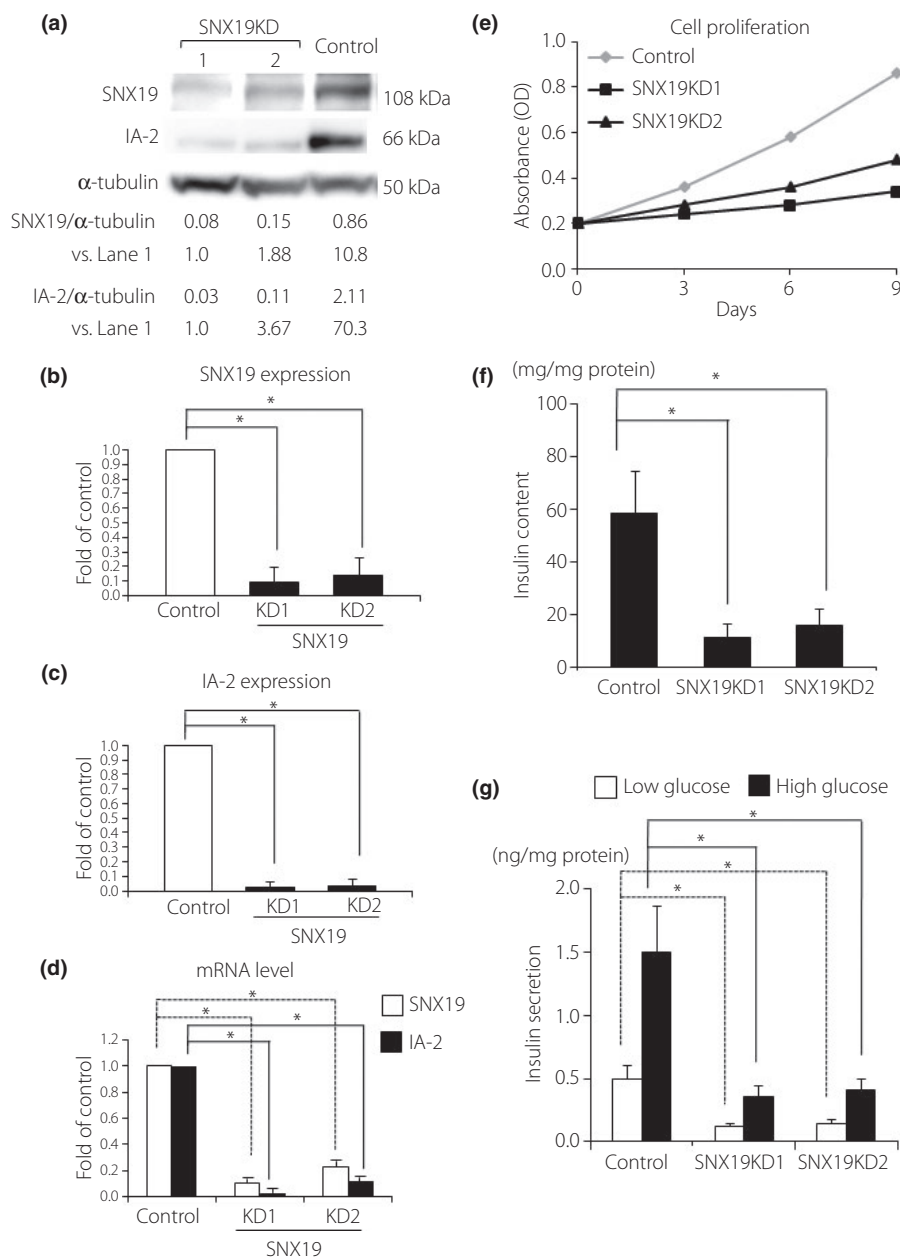 (a)
SNX19KD
1 2 Control
SNX19 108 kDa
IA-2 66 kDa
α-tubulin 50 kDa
SNX19/α-tubulin 0.08 0.15 0.86
vs. Lane 1 1.0 1.88 10.8
IA-2/α-tubulin 0.03 0.11 2.11
vs. Lane 1 1.0 3.67 70.3
(b)
SNX19 expression
* *
Fold of control
1.0
0.9
0.8
0.7
0.6
0.5
0.4
0.3
0.2
0.1
0.0
Control KD1 KD2
SNX19
(c)
IA-2 expression
* *
Fold of control
1.0
0.9
0.8
0.7
0.6
0.5
0.4
0.3
0.2
0.1
0.0
Control KD1 KD2
SNX19
(d)
mRNA level
SNX19
IA-2
* * * *
Fold of control
1.2
1.0
0.8
0.6
0.4
0.2
0.0
Control KD1 KD2
SNX19
(e)
Cell proliferation
Control
SNX19KD1
SNX19KD2
Absorbance (OD)
1.0
0.8
0.6
0.4
0.2
0.0
0 3 6 9
Days
(f)
(mg/mg protein)
* *
Insulin content
100
80
60
40
20
0
Control SNX19KD1 SNX19KD2
(g)
Low glucose High glucose
(ng/mg protein)
* * * *
Insulin secretion
2.0
1.5
1.0
0.5
0.0
Control SNX19KD1 SNX19KD2